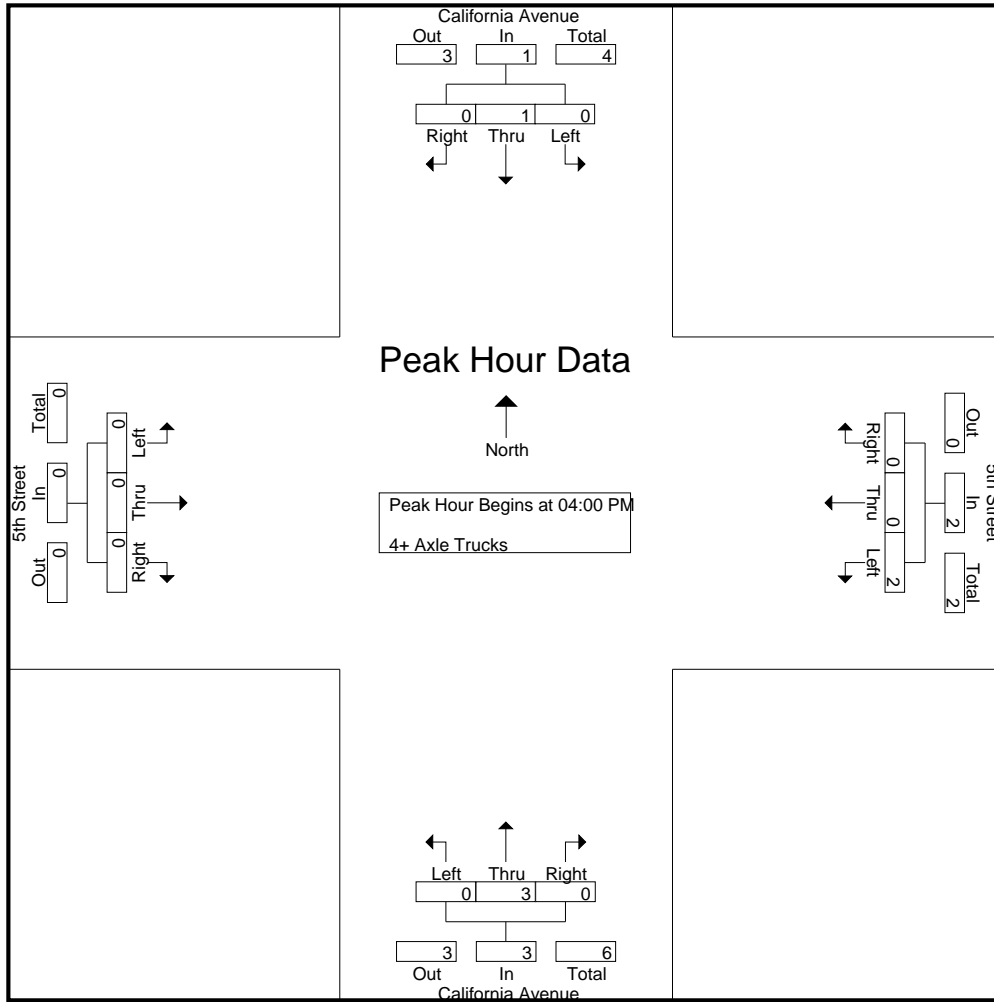 California Avenue
Out In Total
3 1 4
0 1 0
Right Thru Left
Peak Hour Data
North
Peak Hour Begins at 04:00 PM
4+ Axle Trucks
5th Street
Out In Total
0 0 0
0 0 0
Right Thru Left
5th Street
Out In Total
0 2 2
0 0 2
Right Thru Left
Left Thru Right
0 3 0
3 3 6
Out In Total
California Avenue